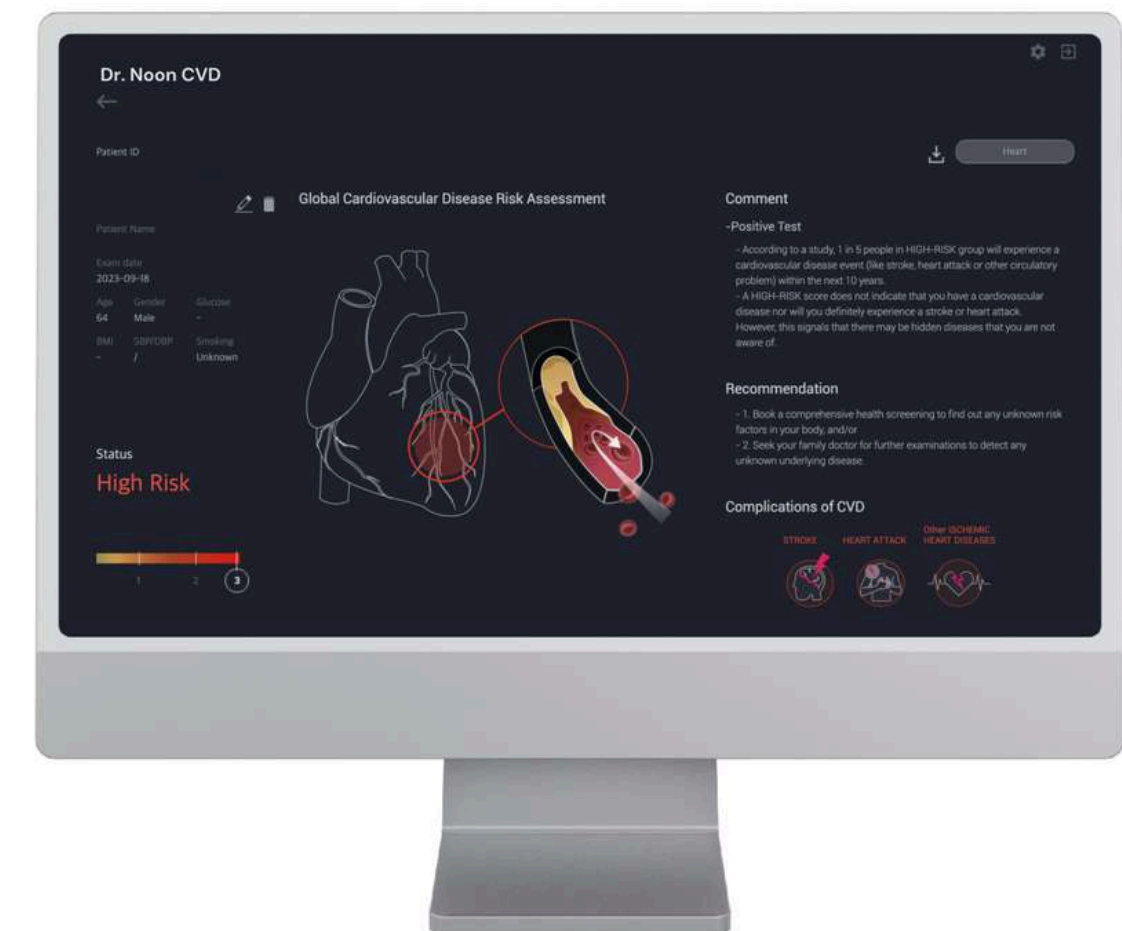 Dr. Noon CVD
Patient ID
Heart
Patient Name
Exam date
2023-09-18
Age Gender Glucose
64 Male -
BMI SBP/DBP Smoking
- / Unknown
Status
High Risk
1 2 3
Global Cardiovascular Disease Risk Assessment
Comment
-Positive Test
- According to a study, 1 in 5 people in HIGH-RISK group will experience a
cardiovascular disease event (like stroke, heart attack or other circulatory
problem) within the next 10 years.
- A HIGH-RISK score does not indicate that you have a cardiovascular
disease nor will you definitely experience a stroke or heart attack.
However, this signals that there may be hidden diseases that you are not
aware of.
Recommendation
- 1. Book a comprehensive health screeening to find out any unknown risk
factors in your body, and/or
- 2. Seek your family doctor for further examinations to detect any
unknown underlying disease.
Complications of CVD
STROKE
HEART ATTACK
Other ISCHEMIC
HEART DISEASES